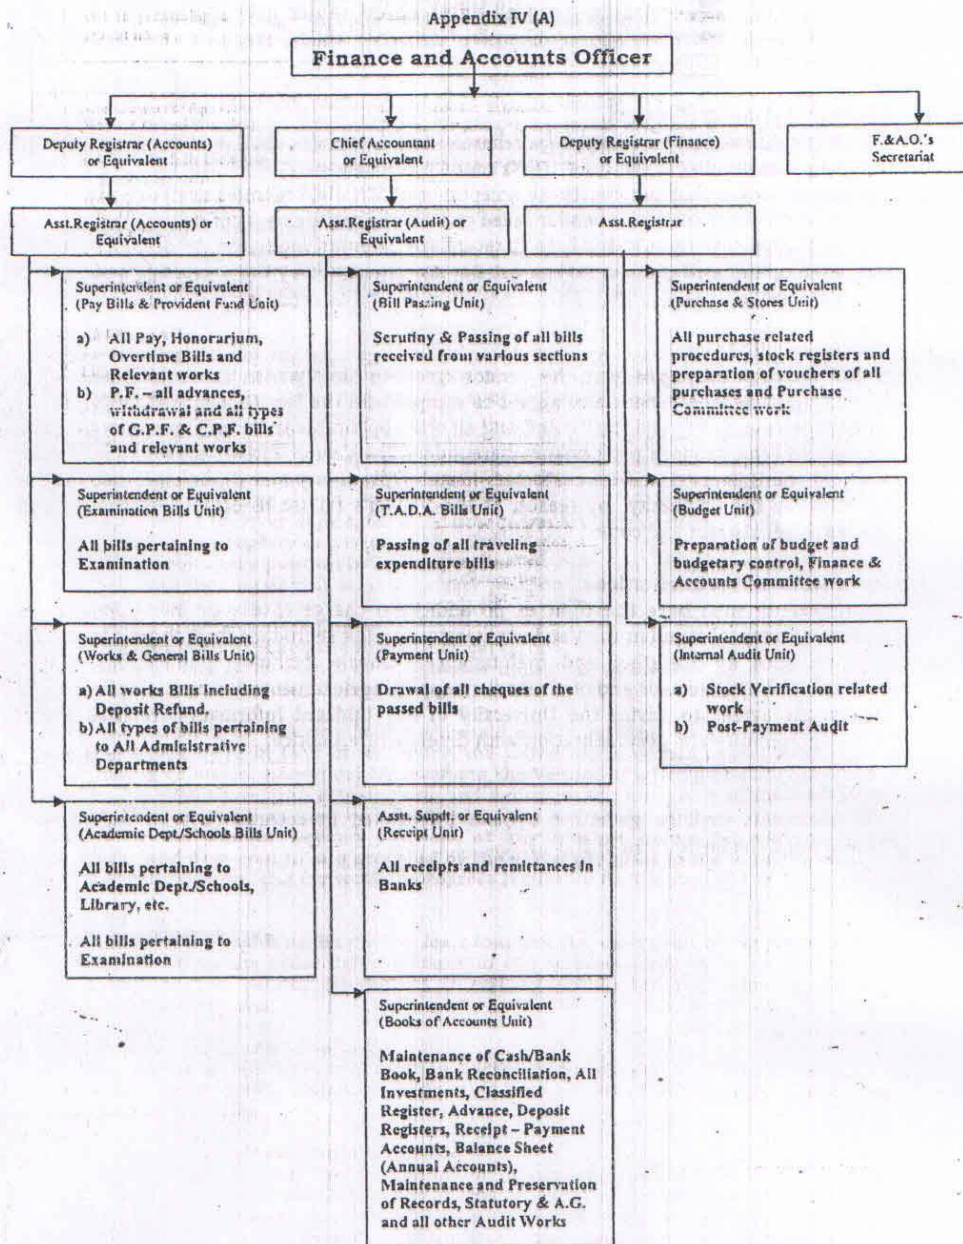 Appendix IV (A)
Finance and Accounts Officer
Deputy Registrar (Accounts)
or Equivalent
Chief Accountant
or Equivalent
Deputy Registrar (Finance)
or Equivalent
F.&A.O.'s
Secretariat
Asst.Registrar (Accounts) or
Equivalent
Asst.Registrar (Audit) or
Equivalent
Asst.Registrar
Superintendent or Equivalent
(Pay Bills & Provident Fund Unit)
a) All Pay, Honorarium,
Overtime Bills and
Relevant works
b) P.F. – all advances,
withdrawal and all types
of G.P.F. & C.P.F. bills
and relevant works
Superintendent or Equivalent
(Bill Passing Unit)
Scrutiny & Passing of all bills
received from various sections
Superintendent or Equivalent
(Purchase & Stores Unit)
All purchase related
procedures, stock registers and
preparation of vouchers of all
purchases and Purchase
Committee work
Superintendent or Equivalent
(Examination Bills Unit)
All bills pertaining to
Examination
Superintendent or Equivalent
(T.A.D.A. Bills Unit)
Passing of all traveling
expenditure bills
Superintendent or Equivalent
(Budget Unit)
Preparation of budget and
budgetary control, Finance &
Accounts Committee work
Superintendent or Equivalent
(Works & General Bills Unit)
a) All works Bills including
Deposit Refund,
b) All types of bills pertaining
to All Administrative
Departments
Superintendent or Equivalent
(Payment Unit)
Drawal of all cheques of the
passed bills
Superintendent or Equivalent
(Internal Audit Unit)
a) Stock Verification related
work
b) Post-Payment Audit
Superintendent or Equivalent
(Academic Dept./Schools Bills Unit)
All bills pertaining to
Academic Dept./Schools,
Library, etc.
All bills pertaining to
Examination
Asst. Supdt. or Equivalent
(Receipt Unit)
All receipts and remittances in
Banks
Superintendent or Equivalent
(Books of Accounts Unit)
Maintenance of Cash/Bank
Book, Bank Reconciliation, All
Investments, Classified
Register, Advance, Deposit
Registers, Receipt – Payment
Accounts, Balance Sheet
(Annual Accounts),
Maintenance and Preservation
of Records, Statutory & A.G.
and all other Audit Works